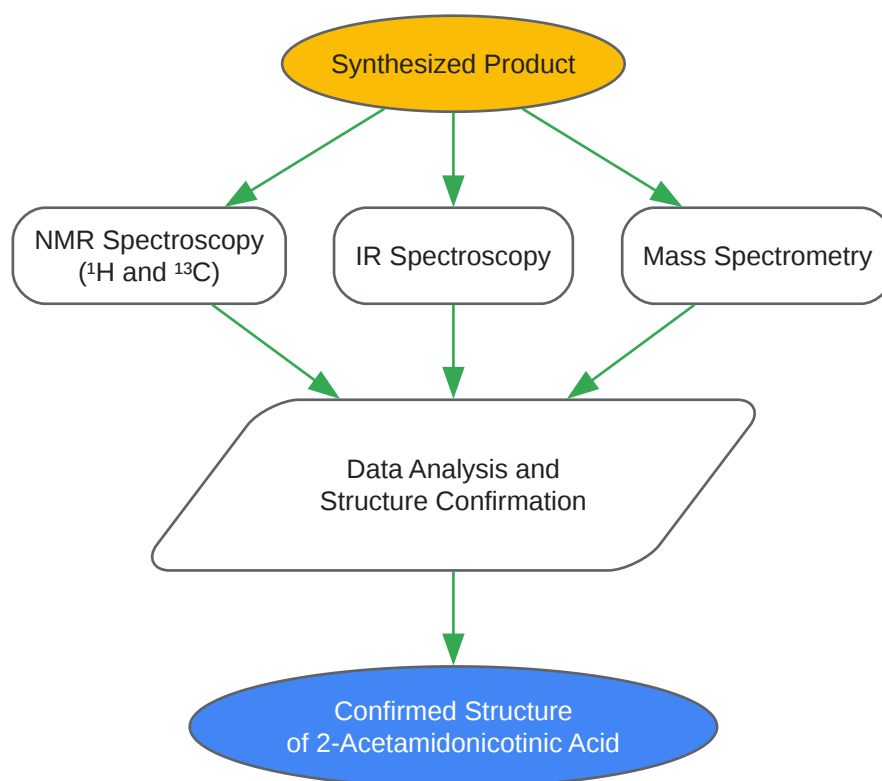 Synthesized Product
NMR Spectroscopy
(¹H and ¹³C)
IR Spectroscopy
Mass Spectrometry
Data Analysis and
Structure Confirmation
Confirmed Structure
of 2-Acetamidonicotinic Acid